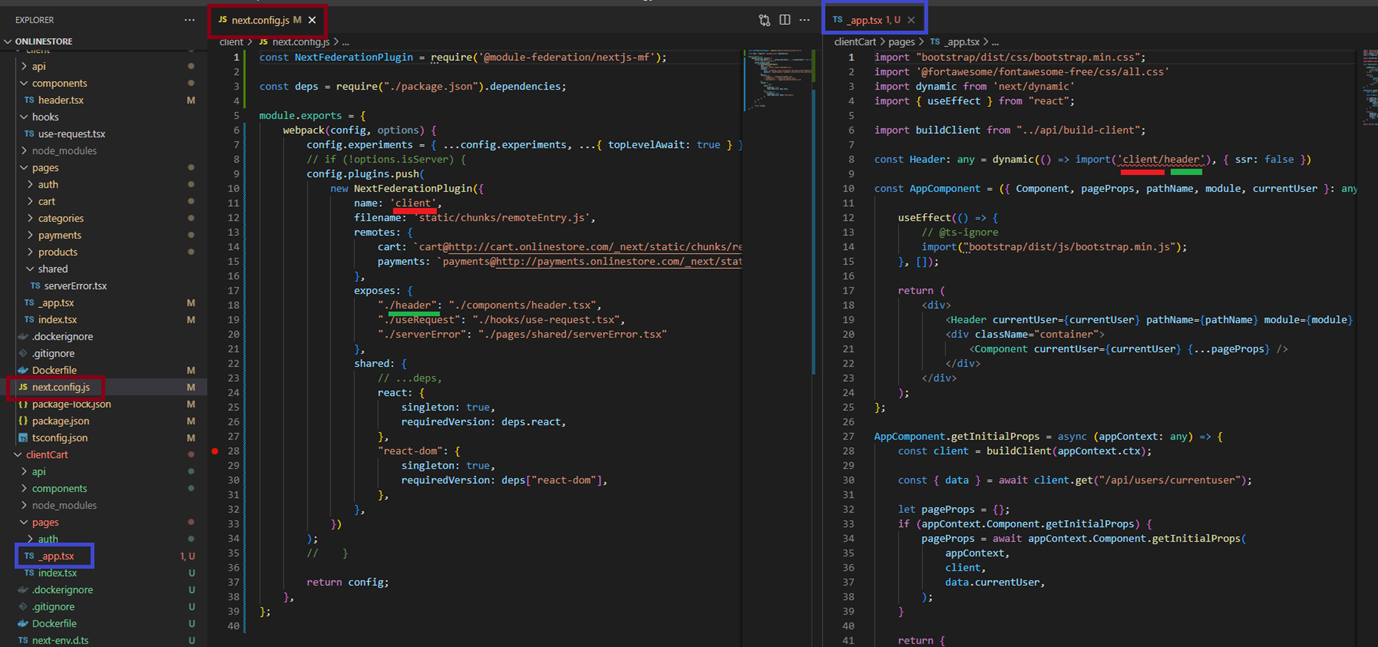 EXPLORER
ONLINESTORE
client
api
components
TS header.tsx M
hooks
TS use-request.tsx
node_modules
pages
auth
cart
categories
payments
products
shared
TS serverError.tsx
TS _app.tsx M
TS index.tsx M
.dockerignore
.gitignore
Dockerfile M
JS next.config.js M
{} package-lock.json M
{} package.json M
tsconfig.json M
clientCart
api
components
node_modules
pages
auth
TS _app.tsx 1, U
TS index.tsx U
.dockerignore U
.gitignore U
Dockerfile U
TS next-env.d.ts U
JS next.config.js M
client > JS next.config.js > ...
1 const NextFederationPlugin = require('@module-federation/nextjs-mf');
2
3 const deps = require("./package.json").dependencies;
4
5 module.exports = {
6 webpack(config, options) {
7 config.experiments = { ...config.experiments, ...{ topLevelAwait: true } }
8 // if (!options.isServer) {
9 config.plugins.push(
10 new NextFederationPlugin({
11 name: 'client',
12 filename: 'static/chunks/remoteEntry.js',
13 remotes: {
14 cart: `cart@http://cart.onlinestore.com/_next/static/chunks/re
15 payments: `payments@http://payments.onlinestore.com/_next/stat
16 },
17 exposes: {
18 "./header": "./components/header.tsx",
19 "./useRequest": "./hooks/use-request.tsx",
20 "./serverError": "./pages/shared/serverError.tsx"
21 },
22 shared: {
23 // ...deps,
24 react: {
25 singleton: true,
26 requiredVersion: deps.react,
27 },
28 "react-dom": {
29 singleton: true,
30 requiredVersion: deps["react-dom"],
31 },
32 },
33 })
34 );
35 // }
36
37 return config;
38 },
39 };
40
TS _app.tsx 1, U
clientCart > pages > TS _app.tsx > ...
1 import "bootstrap/dist/css/bootstrap.min.css";
2 import '@fortawesome/fontawesome-free/css/all.css'
3 import dynamic from 'next/dynamic'
4 import { useEffect } from "react";
5
6 import buildClient from "../api/build-client";
7
8 const Header: any = dynamic(() => import('client/header'), { ssr: false })
9
10 const AppComponent = ({ Component, pageProps, pathName, module, currentUser }: any
11
12 useEffect(() => {
13 // @ts-ignore
14 import("bootstrap/dist/js/bootstrap.min.js");
15 }, []);
16
17 return (
18 <div>
19 <Header currentUser={currentUser} pathName={pathName} module={module}
20 <div className="container">
21 <Component currentUser={currentUser} {...pageProps} />
22 </div>
23 </div>
24 );
25 };
26
27 AppComponent.getInitialProps = async (appContext: any) => {
28 const client = buildClient(appContext.ctx);
29
30 const { data } = await client.get("/api/users/currentuser");
31
32 let pageProps = {};
33 if (appContext.Component.getInitialProps) {
34 pageProps = await appContext.Component.getInitialProps(
35 appContext,
36 client,
37 data.currentUser,
38 );
39 }
40
41 return {